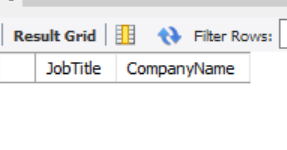 Result Grid Filter Rows:
JobTitle CompanyName